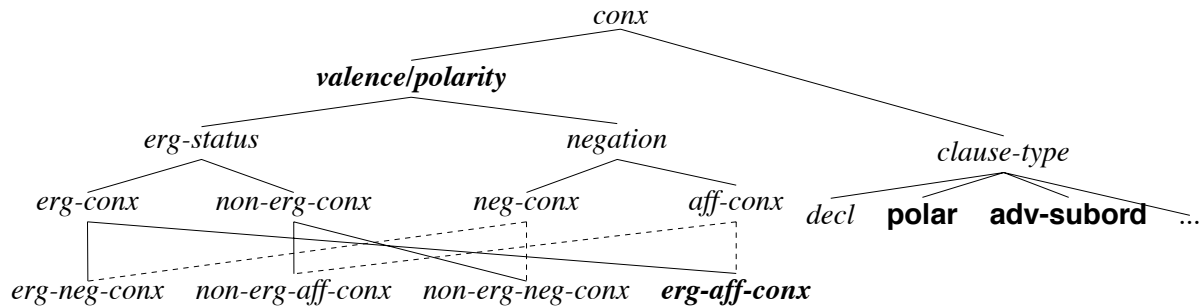 conx
valence/polarity
erg-status negation clause-type
erg-conx non-erg-conx neg-conx aff-conx decl polar adv-subord ...
erg-neg-conx non-erg-aff-conx non-erg-neg-conx erg-aff-conx